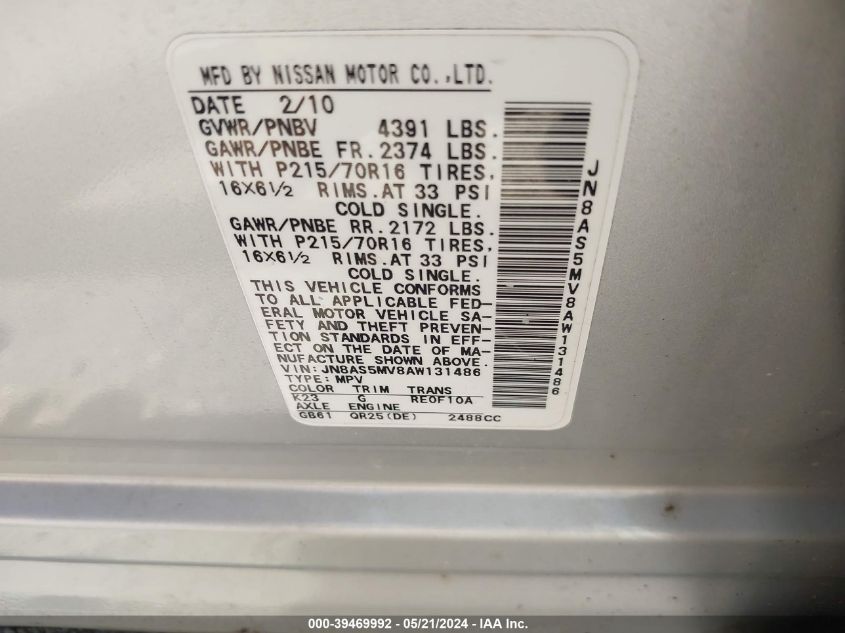 MFD BY NISSAN MOTOR CO.,LTD.
DATE 2/10
GVWR/PNBV 4391 LBS.
GAWR/PNBE FR. 2374 LBS.
WITH P215/70R16 TIRES,
16X6½ RIMS.AT 33 PSI
COLD SINGLE.
GAWR/PNBE RR. 2172 LBS.
WITH P215/70R16 TIRES,
16X6½ RIMS.AT 33 PSI
COLD SINGLE.
THIS VEHICLE CONFORMS
TO ALL APPLICABLE FED-
ERAL MOTOR VEHICLE SA-
FETY AND THEFT PREVEN-
TION STANDARDS IN EFF-
ECT ON THE DATE OF MA-
NUFACTURE SHOWN ABOVE.
VIN: JN8AS5MV8AW131486
TYPE: MPV
COLOR TRIM TRANS
K23 G RE0F10A
AXLE ENGINE
GB61 QR25(DE) 2488CC
JN8AS5MV8AW131486
000-39469992 - 05/21/2024 - IAA Inc.